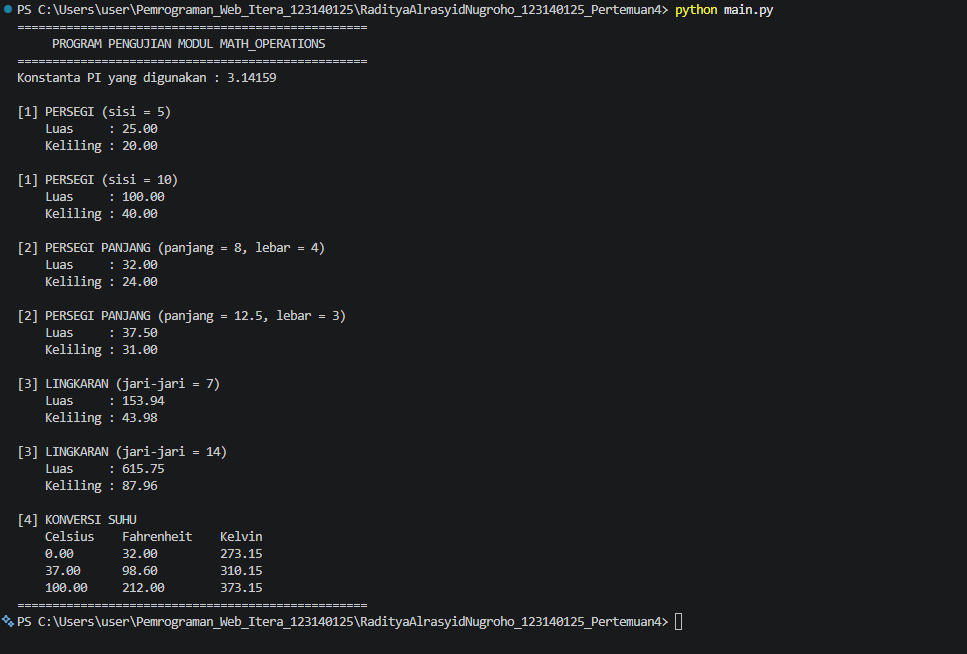 PS C:\Users\user\Pemrograman_Web_Itera_123140125\RadityaAlrasyidNugroho_123140125_Pertemuan4> python main.py
==================================================
     PROGRAM PENGUJIAN MODUL MATH_OPERATIONS
==================================================
Konstanta PI yang digunakan : 3.14159

[1] PERSEGI (sisi = 5)
    Luas     : 25.00
    Keliling : 20.00

[1] PERSEGI (sisi = 10)
    Luas     : 100.00
    Keliling : 40.00

[2] PERSEGI PANJANG (panjang = 8, lebar = 4)
    Luas     : 32.00
    Keliling : 24.00

[2] PERSEGI PANJANG (panjang = 12.5, lebar = 3)
    Luas     : 37.50
    Keliling : 31.00

[3] LINGKARAN (jari-jari = 7)
    Luas     : 153.94
    Keliling : 43.98

[3] LINGKARAN (jari-jari = 14)
    Luas     : 615.75
    Keliling : 87.96

[4] KONVERSI SUHU
    Celsius    Fahrenheit    Kelvin
    0.00       32.00         273.15
    37.00      98.60         310.15
    100.00     212.00        373.15
==================================================
PS C:\Users\user\Pemrograman_Web_Itera_123140125\RadityaAlrasyidNugroho_123140125_Pertemuan4>